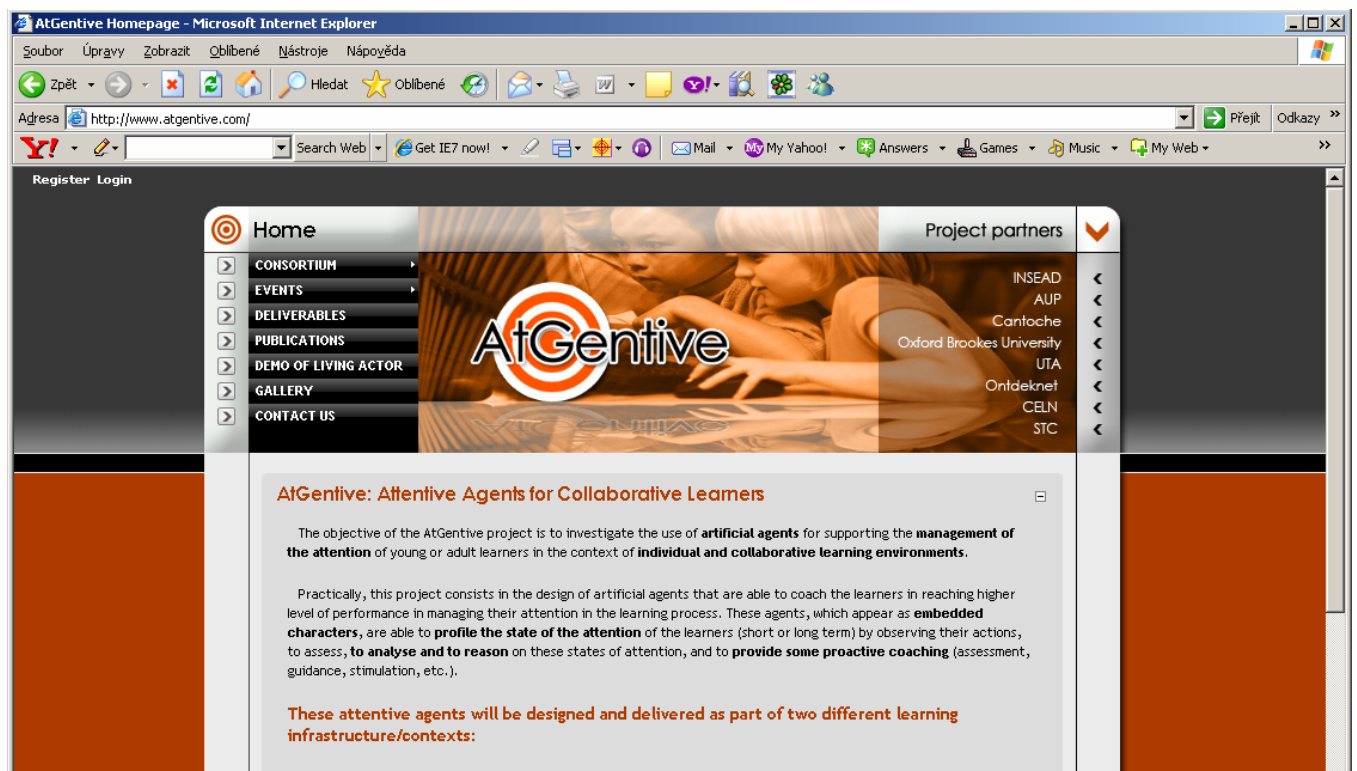 AtGentive Homepage - Microsoft Internet Explorer
Soubor Úpravy Zobrazit Oblíbené Nástroje Nápověda
Zpět Hledat Oblíbené
Adresa http://www.atgentive.com/ Přejít Odkazy »
Y! Search Web Get IE7 now! Mail My Yahoo! Answers Games Music My Web »
Register Login
Home Project partners
CONSORTIUM
EVENTS
DELIVERABLES
PUBLICATIONS
DEMO OF LIVING ACTOR
GALLERY
CONTACT US
AtGentive
INSEAD
AUP
Cantoche
Oxford Brookes University
UTA
Ontdeknet
CELN
STC
AtGentive: Attentive Agents for Collaborative Learners
The objective of the AtGentive project is to investigate the use of artificial agents for supporting the management of
the attention of young or adult learners in the context of individual and collaborative learning environments.
Practically, this project consists in the design of artificial agents that are able to coach the learners in reaching higher
level of performance in managing their attention in the learning process. These agents, which appear as embedded
characters, are able to profile the state of the attention of the learners (short or long term) by observing their actions,
to assess, to analyse and to reason on these states of attention, and to provide some proactive coaching (assessment,
guidance, stimulation, etc.).
These attentive agents will be designed and delivered as part of two different learning
infrastructure/contexts: